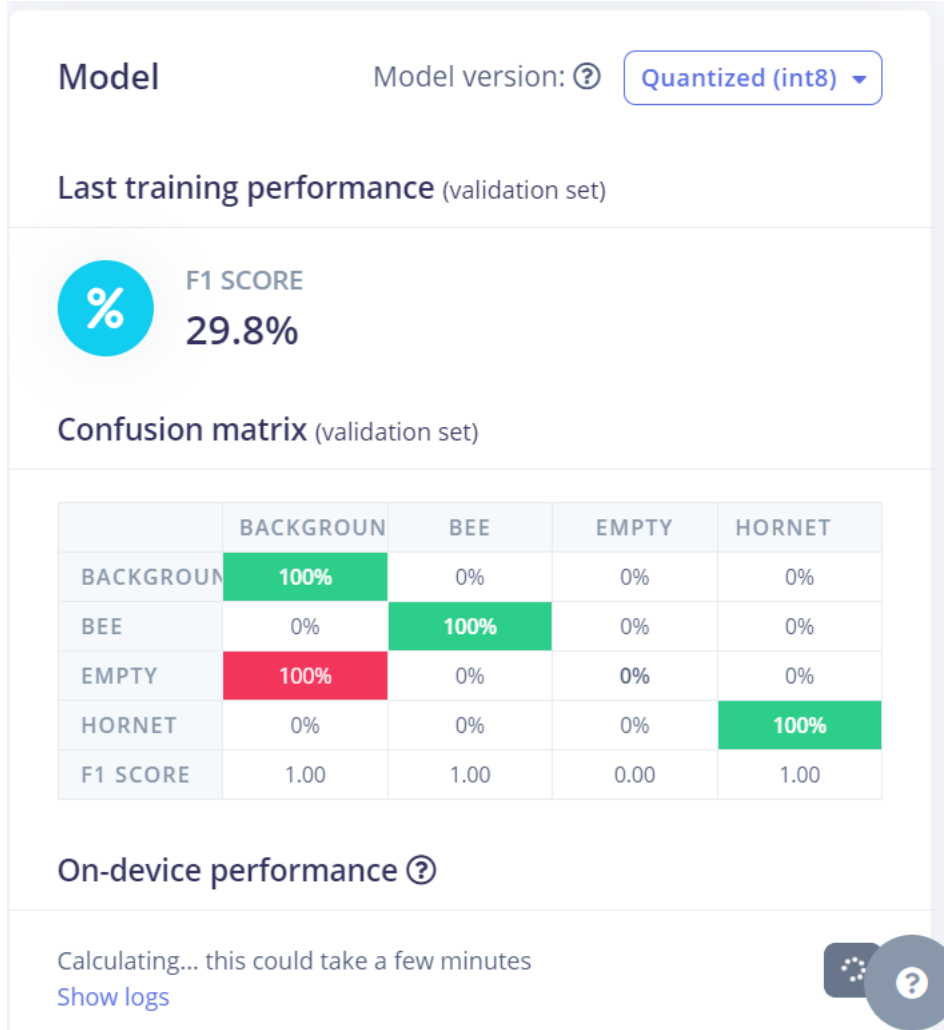 Model Model version: ? Quantized (int8)
Last training performance (validation set)
% F1 SCORE
29.8%
Confusion matrix (validation set)
BACKGROUN BEE EMPTY HORNET
BACKGROUN 100% 0% 0% 0%
BEE 0% 100% 0% 0%
EMPTY 100% 0% 0% 0%
HORNET 0% 0% 0% 100%
F1 SCORE 1.00 1.00 0.00 1.00
On-device performance ?
Calculating... this could take a few minutes
Show logs ?